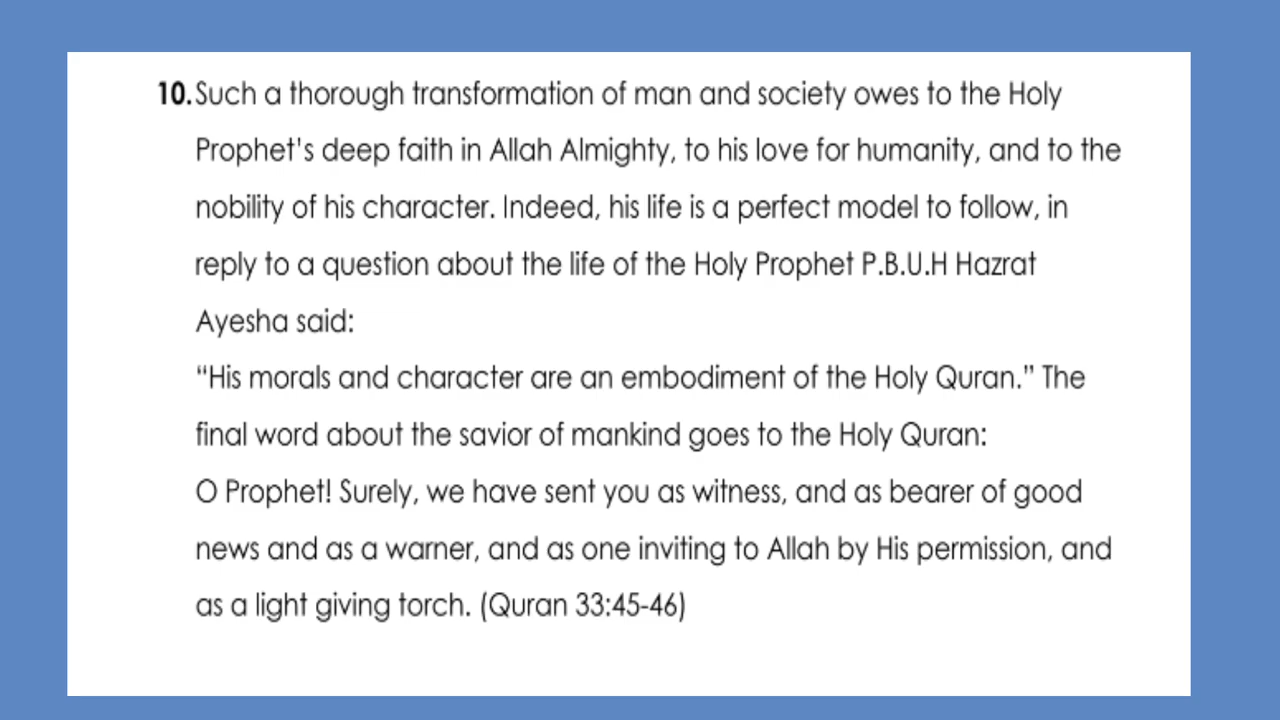 10. Such a thorough transformation of man and society owes to the Holy
Prophet's deep faith in Allah Almighty, to his love for humanity, and to the
nobility of his character. Indeed, his life is a perfect model to follow, in
reply to a question about the life of the Holy Prophet P.B.U.H Hazrat
Ayesha said:
“His morals and character are an embodiment of the Holy Quran.” The
final word about the savior of mankind goes to the Holy Quran:
O Prophet! Surely, we have sent you as witness, and as bearer of good
news and as a warner, and as one inviting to Allah by His permission, and
as a light giving torch. (Quran 33:45-46)